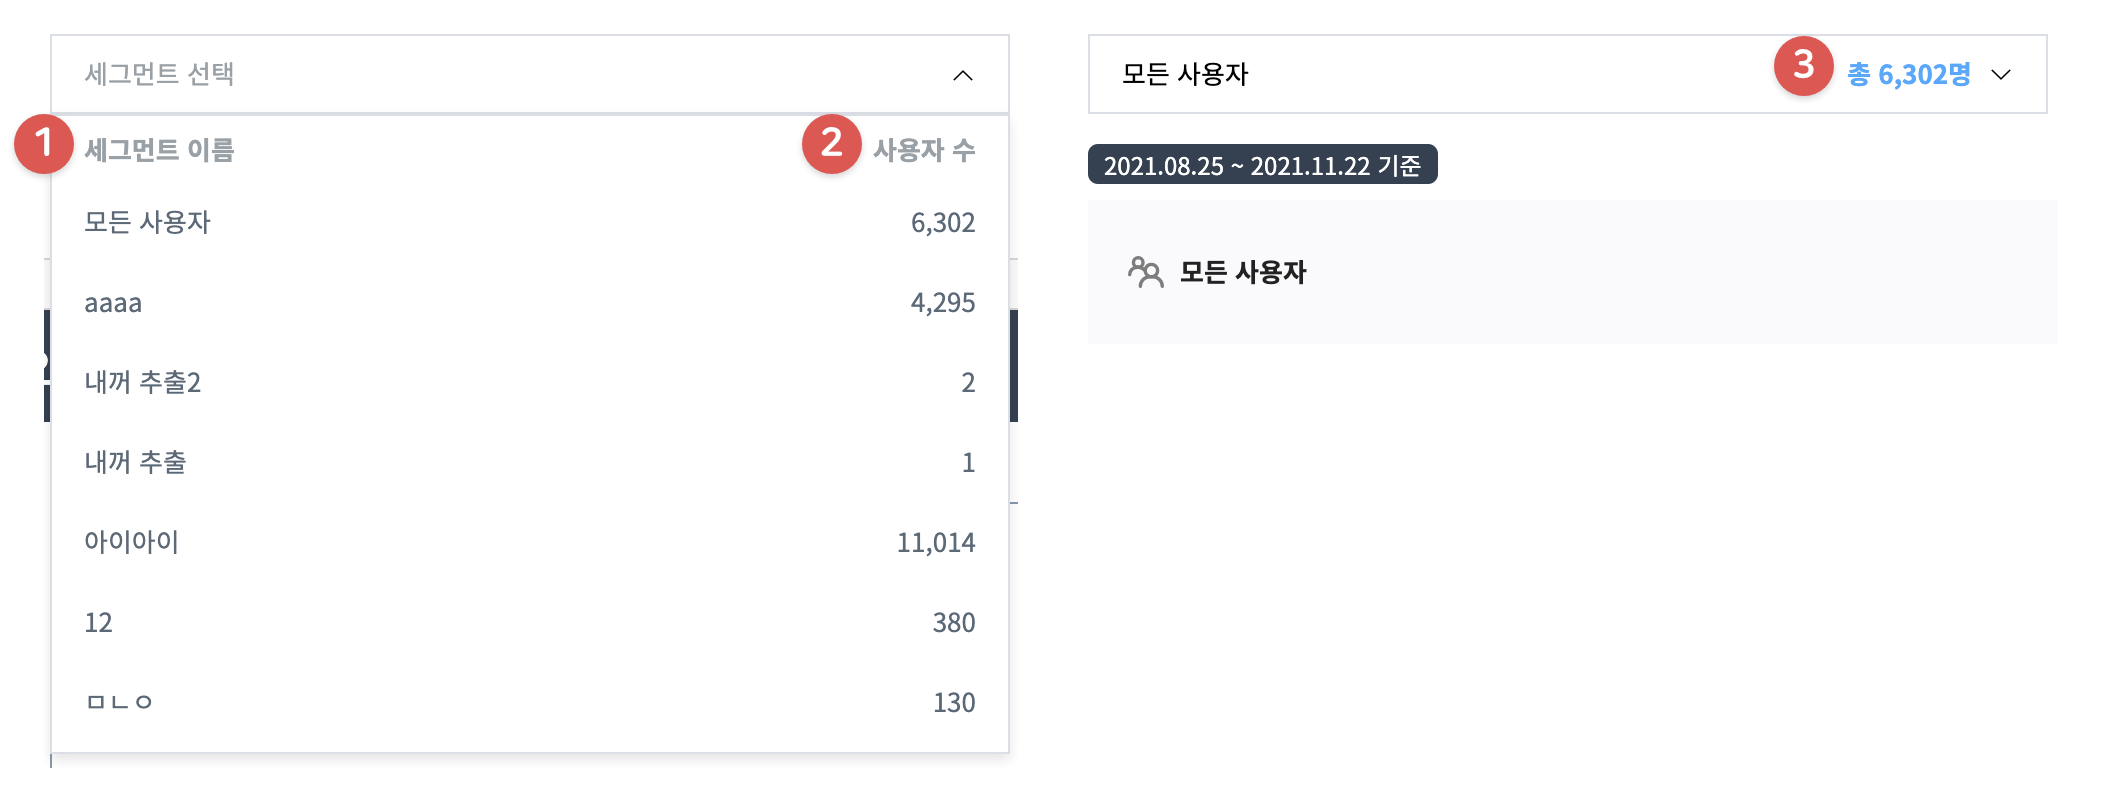 세그먼트 선택
1 세그먼트 이름 2 사용자 수
모든 사용자 6,302
aaaa 4,295
내꺼 추출2 2
내꺼 추출 1
아이아이 11,014
12 380
ㅁㄴㅇ 130
모든 사용자 3 총 6,302명
2021.08.25 ~ 2021.11.22 기준
모든 사용자